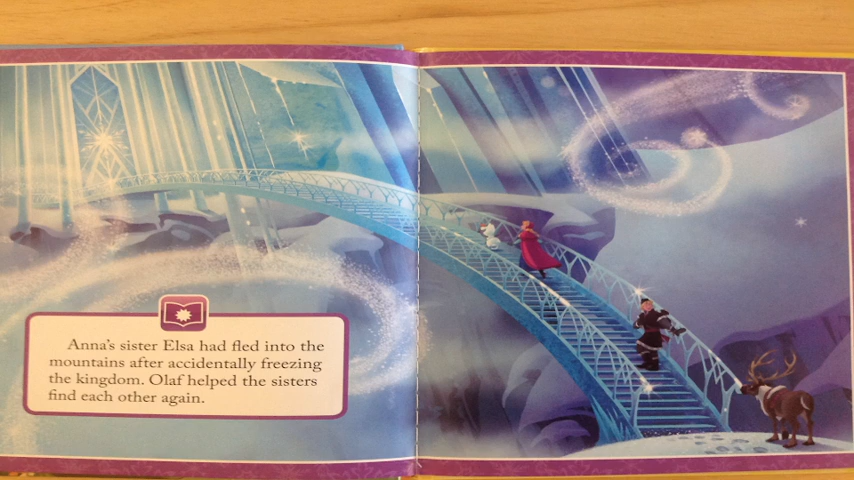 Anna's sister Elsa had fled into the
mountains after accidentally freezing
the kingdom. Olaf helped the sisters
find each other again.